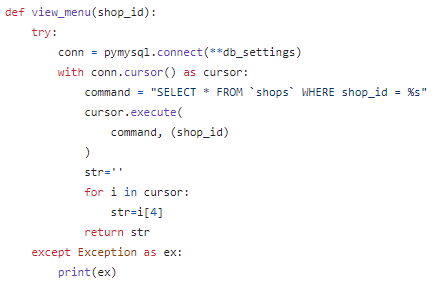 def view_menu(shop_id):
    try:
        conn = pymysql.connect(**db_settings)
        with conn.cursor() as cursor:
            command = "SELECT * FROM `shops` WHERE shop_id = %s"
            cursor.execute(
                command, (shop_id)
            )
            str=''
            for i in cursor:
                str=i[4]
            return str
    except Exception as ex:
        print(ex)